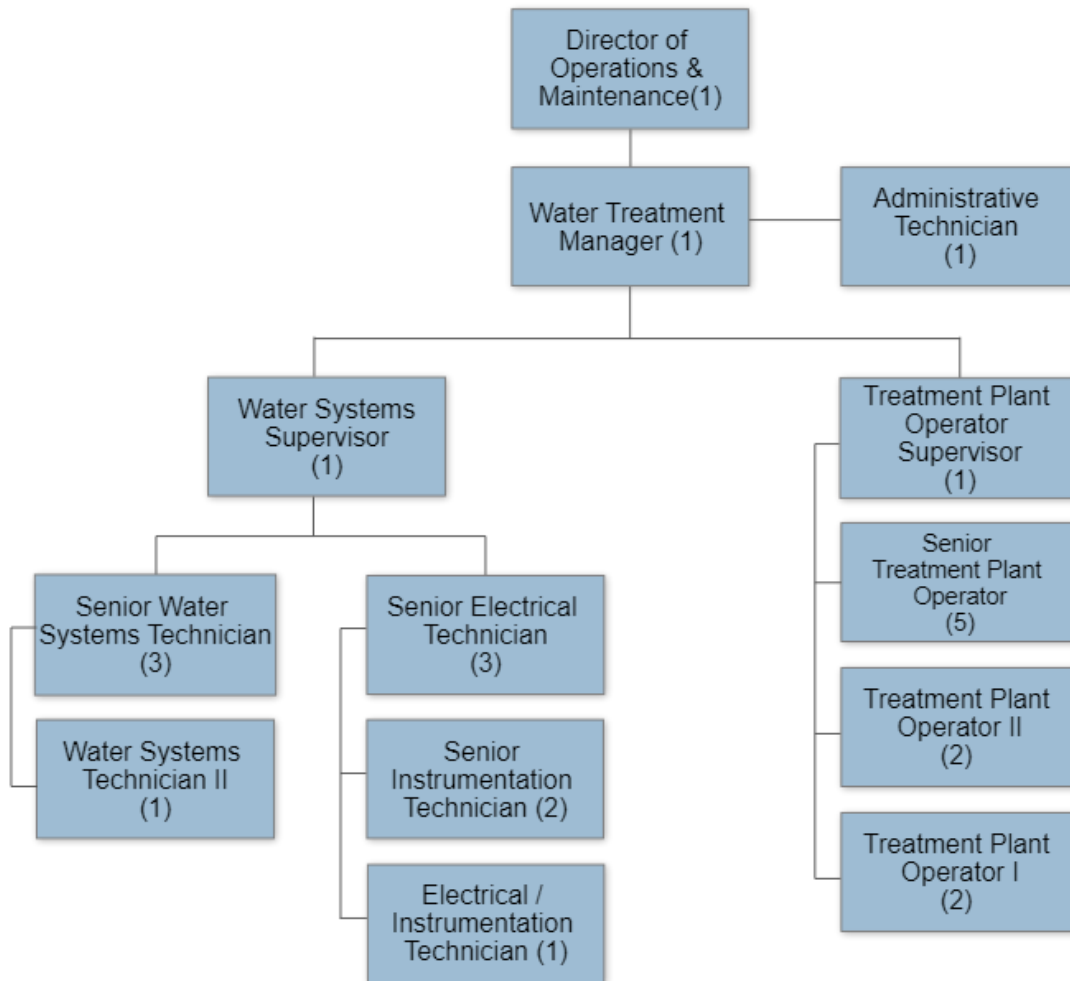 Director of
Operations &
Maintenance(1)
Water Treatment
Manager (1)
Administrative
Technician
(1)
Water Systems
Supervisor
(1)
Treatment Plant
Operator
Supervisor
(1)
Senior Water
Systems Technician
(3)
Senior Electrical
Technician
(3)
Senior
Treatment Plant
Operator
(5)
Water Systems
Technician II
(1)
Senior
Instrumentation
Technician (2)
Treatment Plant
Operator II
(2)
Electrical /
Instrumentation
Technician (1)
Treatment Plant
Operator I
(2)